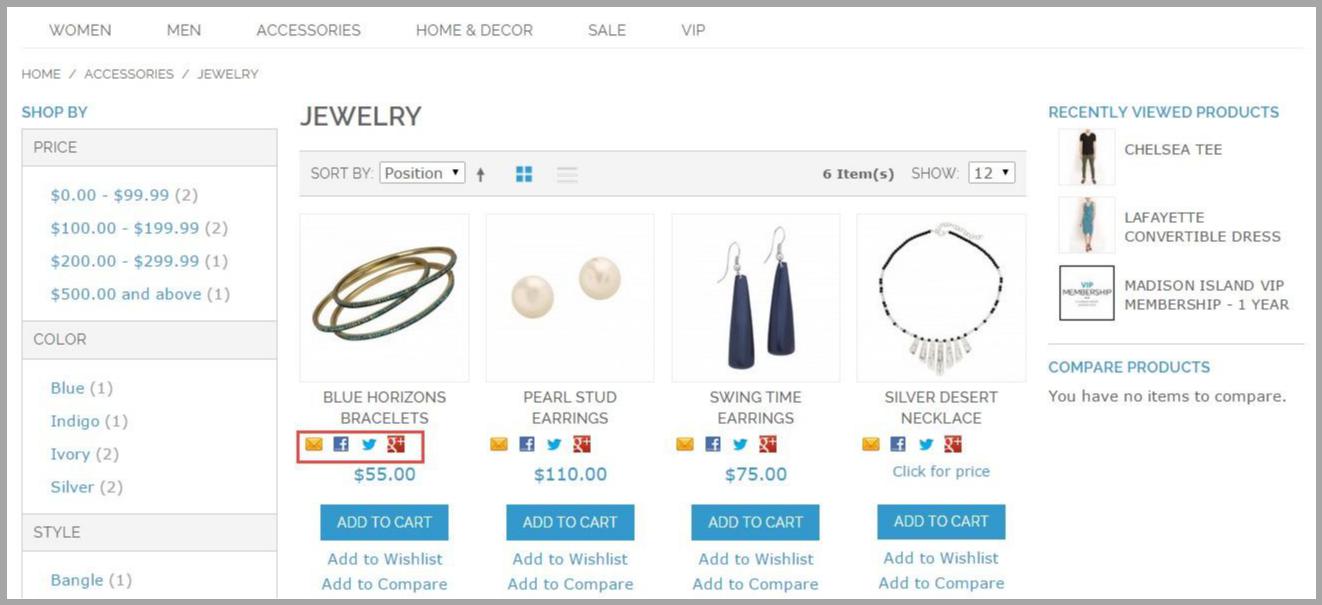 WOMEN MEN ACCESSORIES HOME & DECOR SALE VIP
HOME / ACCESSORIES / JEWELRY
SHOP BY
PRICE
$0.00 - $99.99 (2)
$100.00 - $199.99 (2)
$200.00 - $299.99 (1)
$500.00 and above (1)
COLOR
Blue (1)
Indigo (1)
Ivory (2)
Silver (2)
STYLE
Bangle (1)
JEWELRY
SORT BY: Position 6 Item(s) SHOW: 12
BLUE HORIZONS
BRACELETS
$55.00
ADD TO CART
Add to Wishlist
Add to Compare
PEARL STUD
EARRINGS
$110.00
ADD TO CART
Add to Wishlist
Add to Compare
SWING TIME
EARRINGS
$75.00
ADD TO CART
Add to Wishlist
Add to Compare
SILVER DESERT
NECKLACE
Click for price
ADD TO CART
Add to Wishlist
Add to Compare
RECENTLY VIEWED PRODUCTS
CHELSEA TEE
LAFAYETTE
CONVERTIBLE DRESS
VIP
MEMBERSHIP
MADISON ISLAND VIP
MEMBERSHIP - 1 YEAR
COMPARE PRODUCTS
You have no items to compare.